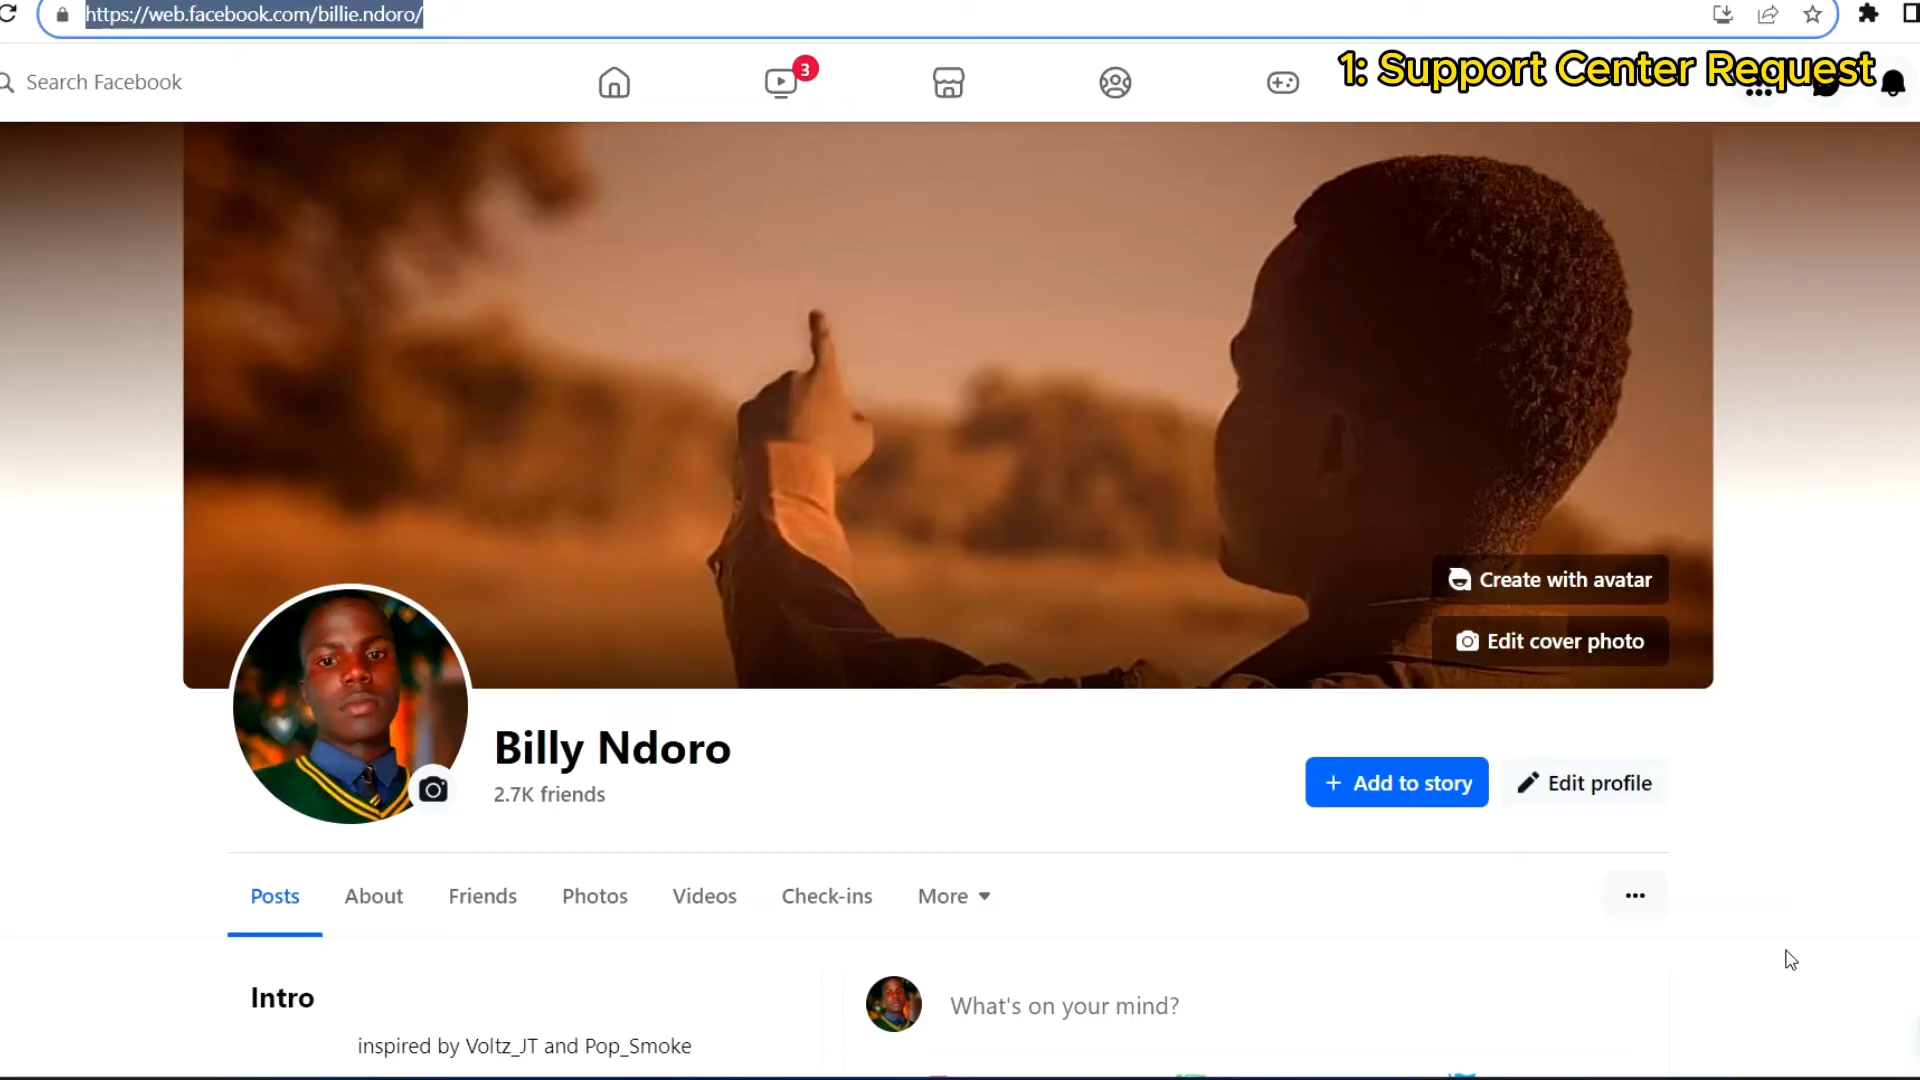 https://web.facebook.com/billie.ndoro/
1: Support Center Request
Search Facebook
3
Create with avatar
Edit cover photo
Billy Ndoro
2.7K friends
+ Add to story
Edit profile
Posts
About
Friends
Photos
Videos
Check-ins
More
Intro
What's on your mind?
inspired by Voltz_JT and Pop_Smoke